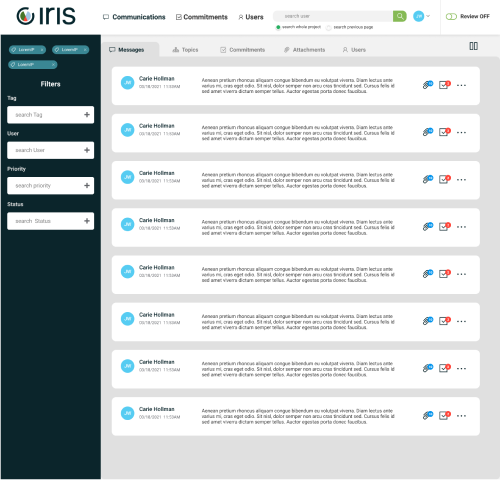 iris
Communications
Commitments
Users
search user
search whole project
search previous page
JW
Review OFF
LoremIP ×
LoremIP ×
LoremIP ×
Filters
Tag
search Tag +
User
search User +
Priority
search priority +
Status
search Status +
Messages
Topics
Commitments
Attachments
Users
JW
Carie Hollman
03/18/2021 11:53AM
Aenean pretium rhoncus aliquam congue bibendum eu volutpat viverra. Diam lectus ante
varius mi, cras eget odio. Sit nisl, dolor semper non arcu cras tincidunt sed. Cursus felis id
sed amet viverra dictum semper tellus. Auctor egestas porta donec faucibus.
JW
Carie Hollman
03/18/2021 11:53AM
Aenean pretium rhoncus aliquam congue bibendum eu volutpat viverra. Diam lectus ante
varius mi, cras eget odio. Sit nisl, dolor semper non arcu cras tincidunt sed. Cursus felis id
sed amet viverra dictum semper tellus. Auctor egestas porta donec faucibus.
JW
Carie Hollman
03/18/2021 11:53AM
Aenean pretium rhoncus aliquam congue bibendum eu volutpat viverra. Diam lectus ante
varius mi, cras eget odio. Sit nisl, dolor semper non arcu cras tincidunt sed. Cursus felis id
sed amet viverra dictum semper tellus. Auctor egestas porta donec faucibus.
JW
Carie Hollman
03/18/2021 11:53AM
Aenean pretium rhoncus aliquam congue bibendum eu volutpat viverra. Diam lectus ante
varius mi, cras eget odio. Sit nisl, dolor semper non arcu cras tincidunt sed. Cursus felis id
sed amet viverra dictum semper tellus. Auctor egestas porta donec faucibus.
JW
Carie Hollman
03/18/2021 11:53AM
Aenean pretium rhoncus aliquam congue bibendum eu volutpat viverra. Diam lectus ante
varius mi, cras eget odio. Sit nisl, dolor semper non arcu cras tincidunt sed. Cursus felis id
sed amet viverra dictum semper tellus. Auctor egestas porta donec faucibus.
JW
Carie Hollman
03/18/2021 11:53AM
Aenean pretium rhoncus aliquam congue bibendum eu volutpat viverra. Diam lectus ante
varius mi, cras eget odio. Sit nisl, dolor semper non arcu cras tincidunt sed. Cursus felis id
sed amet viverra dictum semper tellus. Auctor egestas porta donec faucibus.
JW
Carie Hollman
03/18/2021 11:53AM
Aenean pretium rhoncus aliquam congue bibendum eu volutpat viverra. Diam lectus ante
varius mi, cras eget odio. Sit nisl, dolor semper non arcu cras tincidunt sed. Cursus felis id
sed amet viverra dictum semper tellus. Auctor egestas porta donec faucibus.
JW
Carie Hollman
03/18/2021 11:53AM
Aenean pretium rhoncus aliquam congue bibendum eu volutpat viverra. Diam lectus ante
varius mi, cras eget odio. Sit nisl, dolor semper non arcu cras tincidunt sed. Cursus felis id
sed amet viverra dictum semper tellus. Auctor egestas porta donec faucibus.